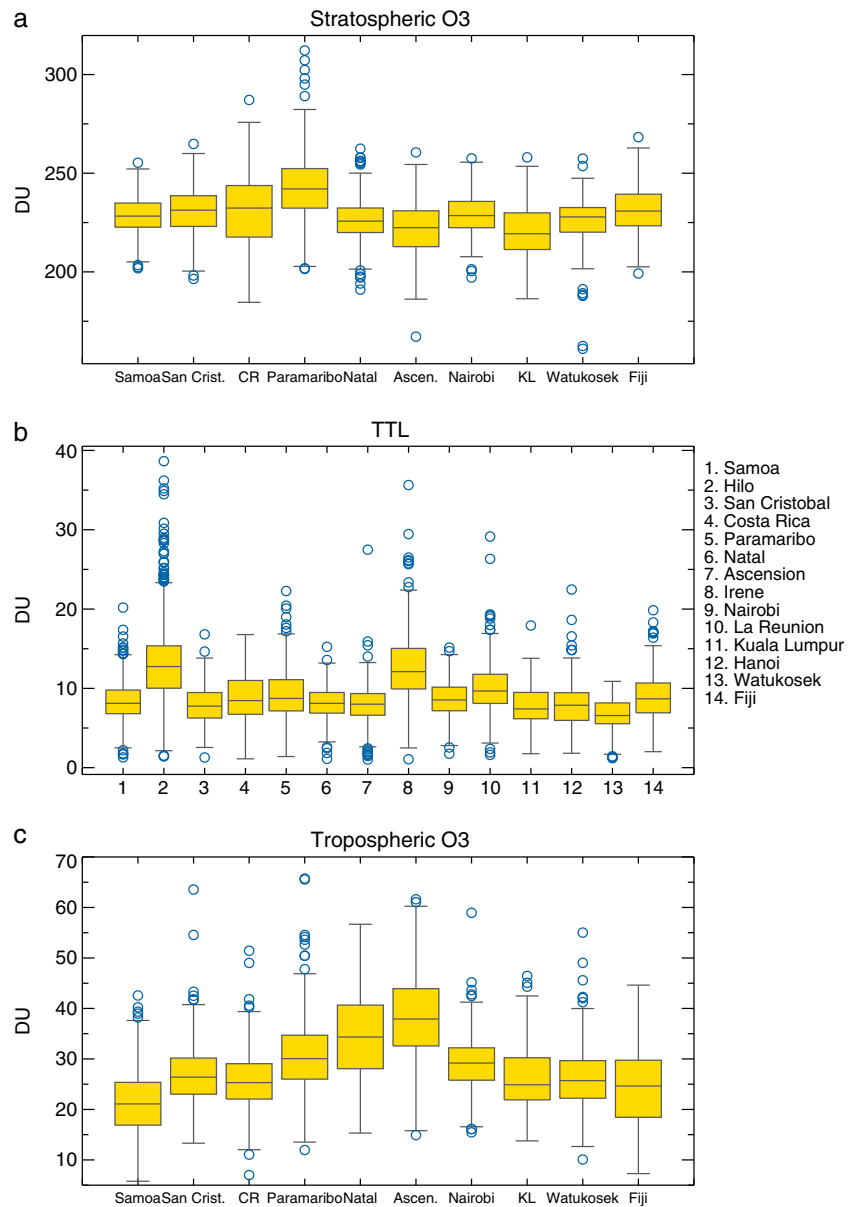 a
Stratospheric O3
300
250
200
DU
Samoa San Crist. CR Paramaribo Natal Ascen. Nairobi KL Watukosek Fiji
b
TTL
40
30
20
10
0
DU
1 2 3 4 5 6 7 8 9 10 11 12 13 14
1. Samoa
2. Hilo
3. San Cristobal
4. Costa Rica
5. Paramaribo
6. Natal
7. Ascension
8. Irene
9. Nairobi
10. La Reunion
11. Kuala Lumpur
12. Hanoi
13. Watukosek
14. Fiji
c
Tropospheric O3
70
60
50
40
30
20
10
DU
Samoa San Crist. CR Paramaribo Natal Ascen. Nairobi KL Watukosek Fiji